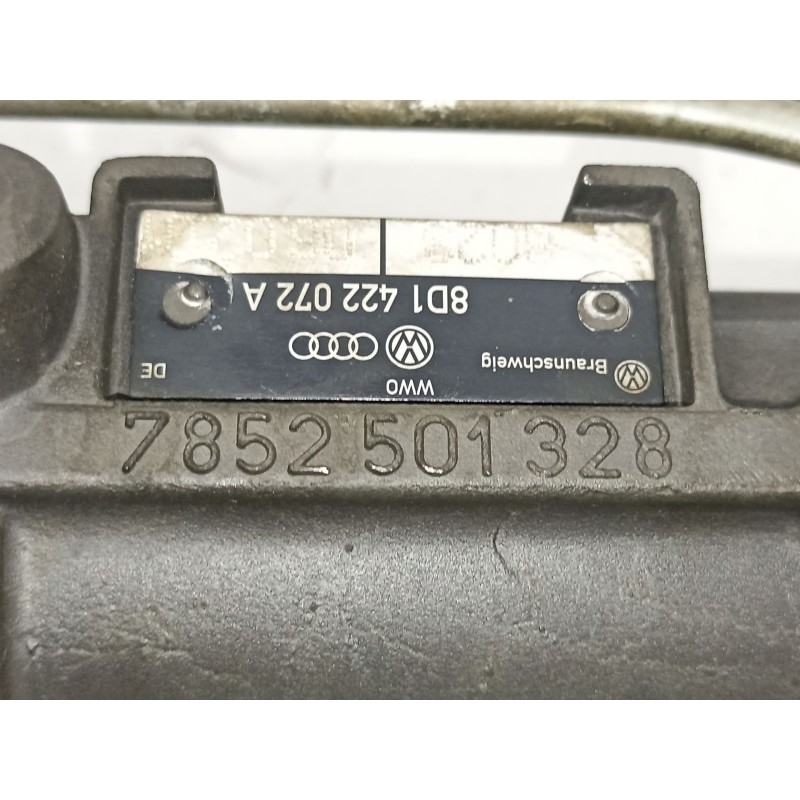 Braunschweig
WWO
DE
8D1 422 072 A
7852 501 328